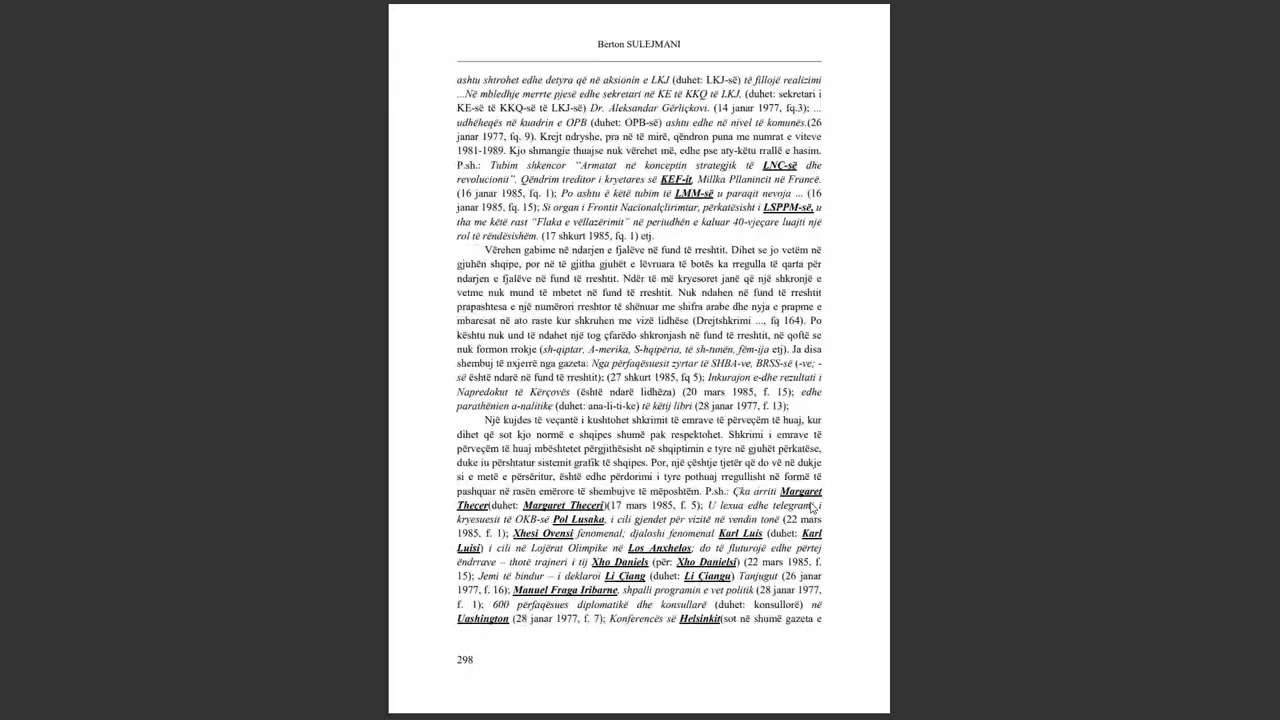 Berton SULEJMANI
ashtu shtrohet edhe detyra që në aksionin e LKJ (duhet: LKJ-së) të fillojë realizimi
...Në mbledhje merrte pjesë edhe sekretari në KE të KKQ të LKJ, (duhet: sekretari i
KE-së të KKQ-së të LKJ-së) Dr. Aleksandar Gërliçkovi. (14 janar 1977, fq.3); ...
udhëheqës në kuadrin e OPB (duhet: OPB-së) ashtu edhe në nivel të komunës.(26
janar 1977, fq. 9). Krejt ndryshe, pra në të mirë, qëndron puna me numrat e viteve
1981-1989. Kjo shmangie thuajse nuk vërehet më, edhe pse aty-këtu rrallë e hasim.
P.sh.: Tubim shkencor “Armatat në konceptin strategjik të LNÇ-së dhe
revolucionit”. Qëndrim treditor i kryetares së KEF-it, Millka Pllanincit në Francë.
(16 janar 1985, fq. 1); Po ashtu ë këtë tubim të LMM-së u paraqit nevoja ... (16
janar 1985, fq. 15); Si organ i Frontit Nacionalçlirimtar, përkatësisht i LSPPM-së, u
tha me këtë rast “Flaka e vëllazërimit” në periudhën e kaluar 40-vjeçare luajti një
rol të rëndësishëm. (17 shkurt 1985, fq. 1) etj.
Vërehen gabime në ndarjen e fjalëve në fund të rreshtit. Dihet se jo vetëm në
gjuhën shqipe, por në të gjitha gjuhët e lëvruara të botës ka rregulla të qarta për
ndarjen e fjalëve në fund të rreshtit. Ndër të më kryesoret janë që një shkronjë e
vetme nuk mund të mbetet në fund të rreshtit. Nuk ndahen në fund të rreshtit
prapashtesa e një numërori rreshtor të shënuar me shifra arabe dhe nyja e prapme e
mbaresat në ato raste kur shkruhen me vizë lidhëse (Drejtshkrimi ..., fq 164). Po
kështu nuk und të ndahet një tog çfarëdo shkronjash në fund të rreshtit, në qoftë se
nuk formon rrokje (sh-qiptar, A-merika, S-hqipëria, të sh-tunën, fëm-ija etj). Ja disa
shembuj të nxjerrë nga gazeta: Nga përfaqësuesit zyrtar të SHBA-ve, BRSS-së (-ve; -
së është ndarë në fund të rreshtit); (27 shkurt 1985, fq 5); Inkurajon e-dhe rezultati i
Napredokut të Kërçovës (është ndarë lidhëza) (20 mars 1985, f. 15); edhe
parathënien a-nalitike (duhet: ana-li-ti-ke) të këtij libri (28 janar 1977, f. 13);
Një kujdes të veçantë i kushtohet shkrimit të emrave të përveçëm të huaj, kur
dihet që sot kjo normë e shqipes shumë pak respektohet. Shkrimi i emrave të
përveçëm të huaj mbështetet përgjithësisht në shqiptimin e tyre në gjuhët përkatëse,
duke iu përshtatur sistemit grafik të shqipes. Por, një çështje tjetër që do vë në dukje
si e metë e përsëritur, është edhe përdorimi i tyre pothuaj rregullisht në formë të
pashquar në rasën emërore të shembujve të mëposhtëm. P.sh.: Çka arriti Margaret
Theçer(duhet: Margaret Theçeri)(17 mars 1985, f. 5); U lexua edhe telegrami i
kryesuesit të OKB-së Pol Lusaka, i cili gjendet për vizitë në vendin tonë (22 mars
1985, f. 1); Xhesi Ovensi fenomenal; djaloshi fenomenal Karl Luis (duhet: Karl
Luisi) i cili në Lojërat Olimpike në Los Anxhelos; do të fluturojë edhe përtej
ëndrrave – thotë trajneri i tij Xho Daniels (për: Xho Danielsi) (22 mars 1985, f.
15); Jemi të bindur – i deklaroi Li Çiang (duhet: Li Çiangu) Tanjugut (26 janar
1977, f. 16); Manuel Fraga Iribarne, shpalli programin e vet politik (28 janar 1977,
f. 1); 600 përfaqësues diplomatikë dhe konsullarë (duhet: konsullorë) në
Uashington (28 janar 1977, f. 7); Konferencës së Helsinkit(sot në shumë gazeta e
298